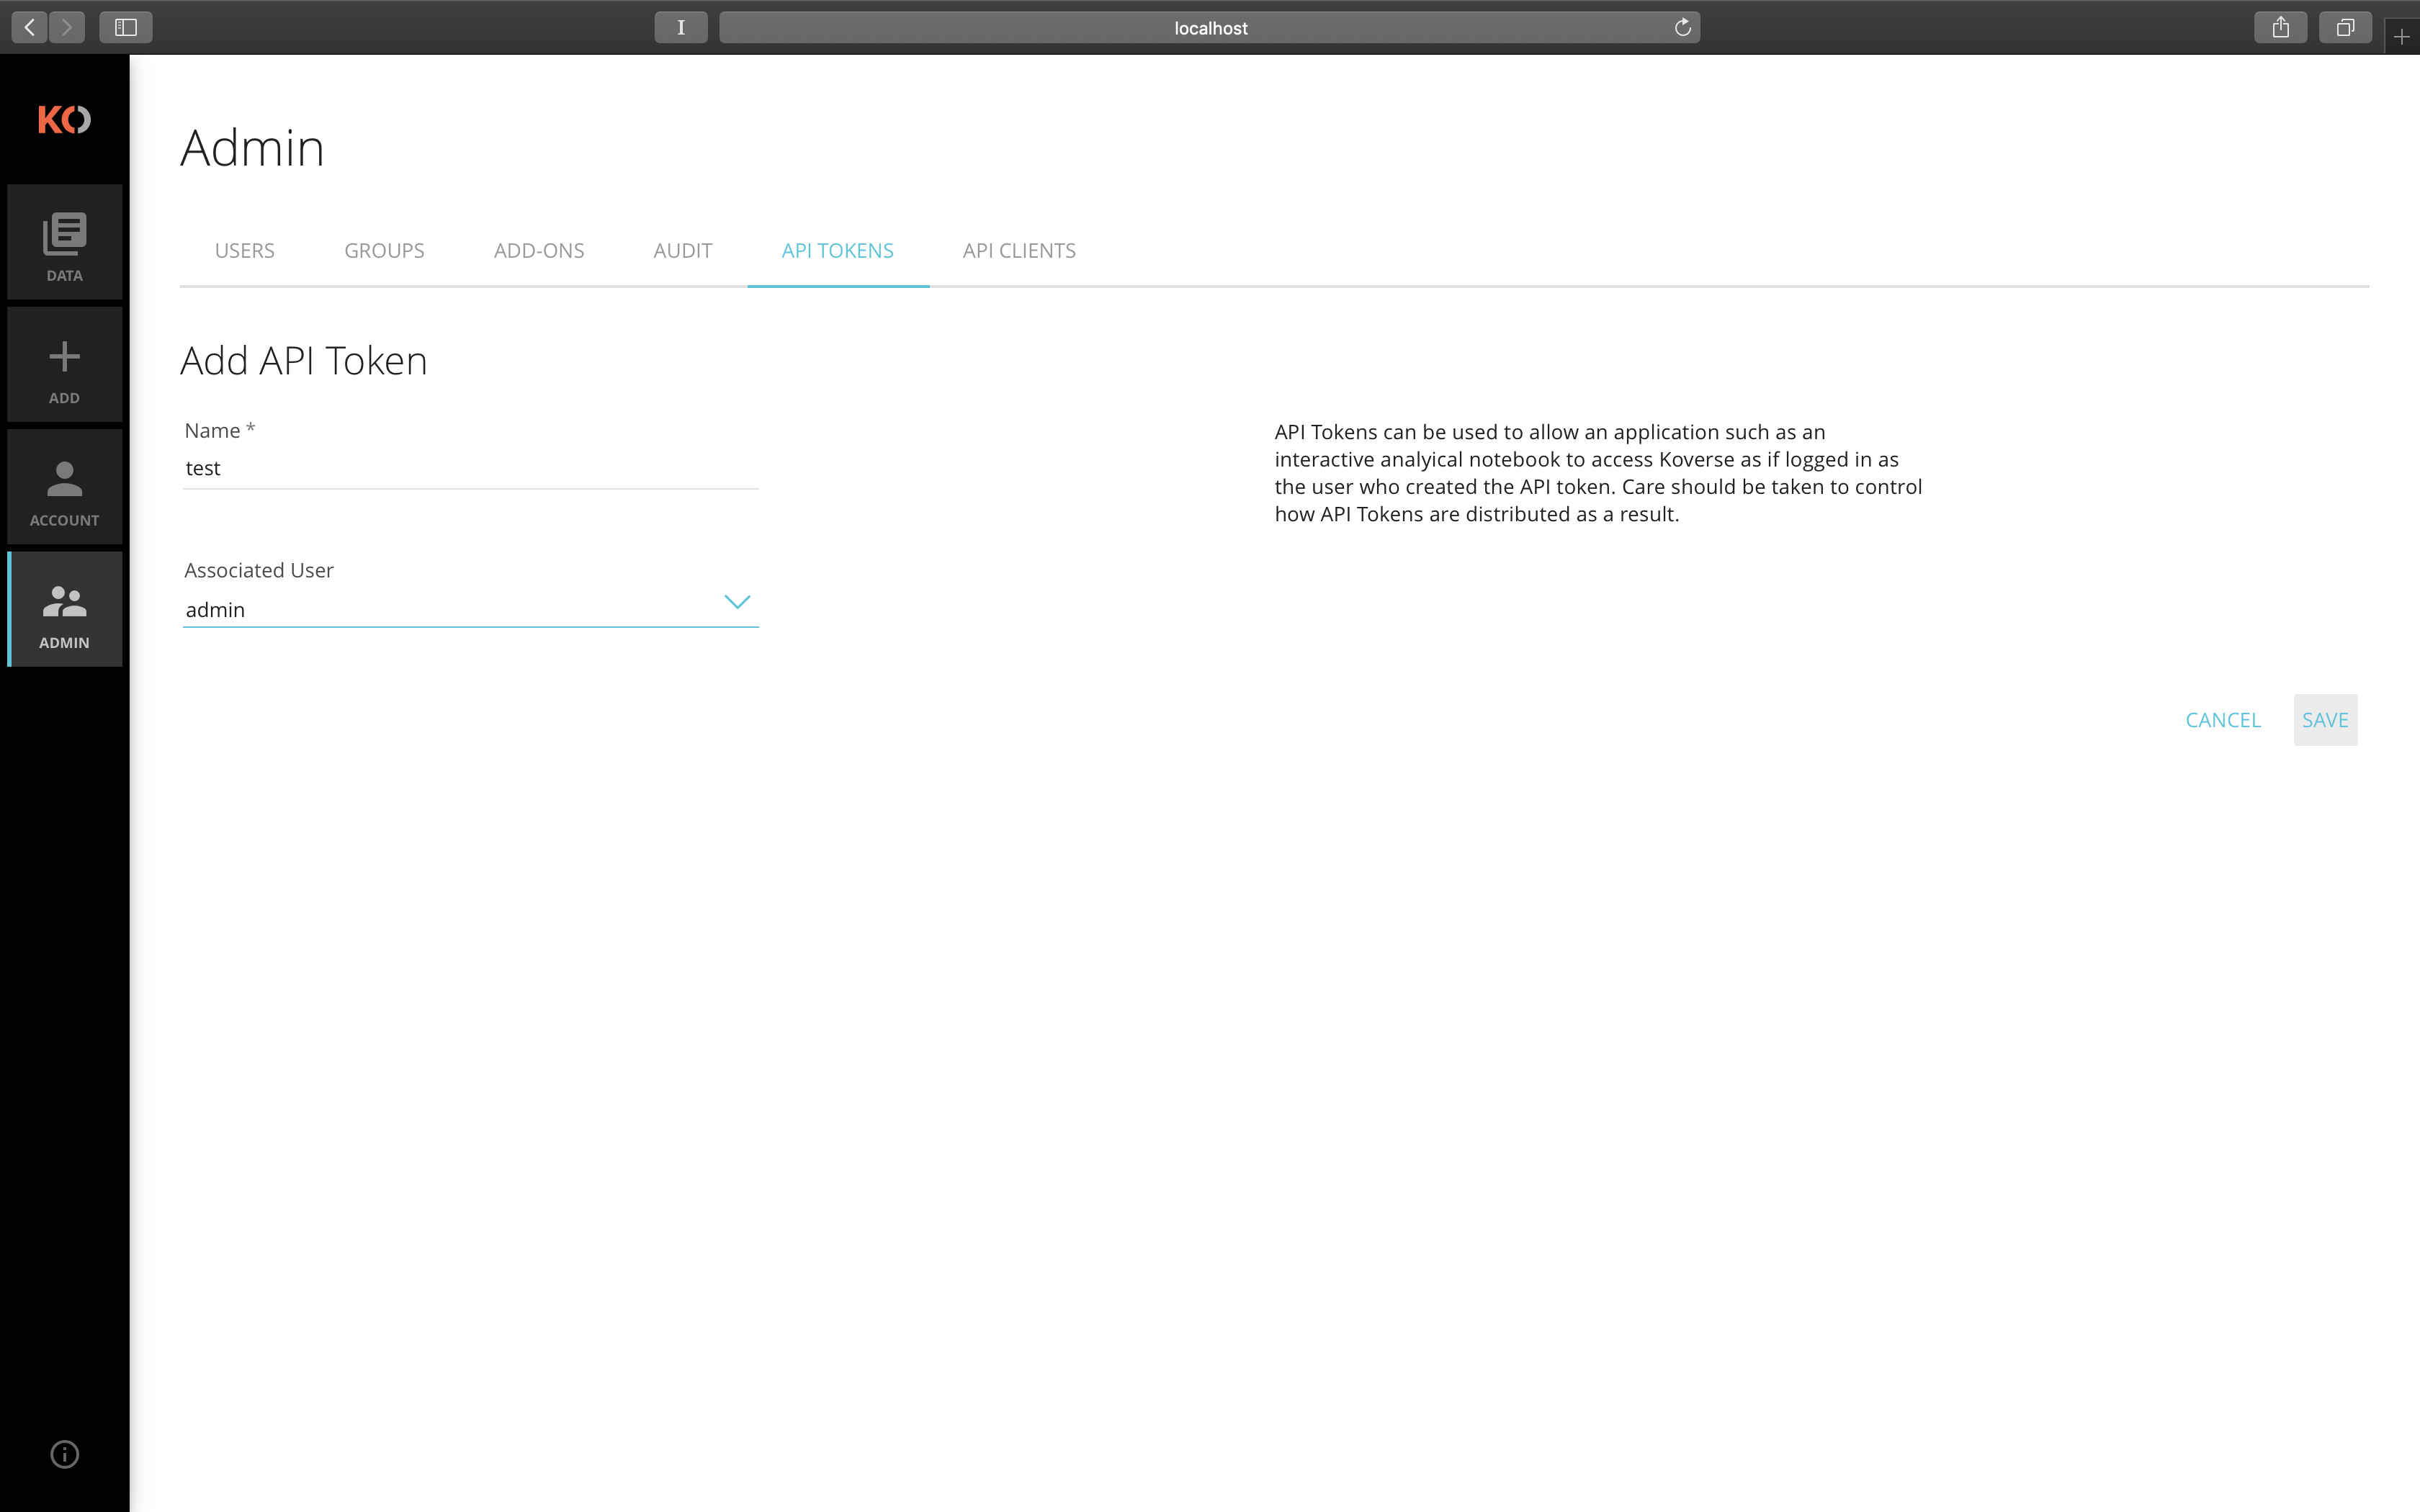 localhost
KO
DATA
ADD
ACCOUNT
ADMIN
Admin
USERS GROUPS ADD-ONS AUDIT API TOKENS API CLIENTS
Add API Token
Name *
test
Associated User
admin
API Tokens can be used to allow an application such as an
interactive analyical notebook to access Koverse as if logged in as
the user who created the API token. Care should be taken to control
how API Tokens are distributed as a result.
CANCEL SAVE